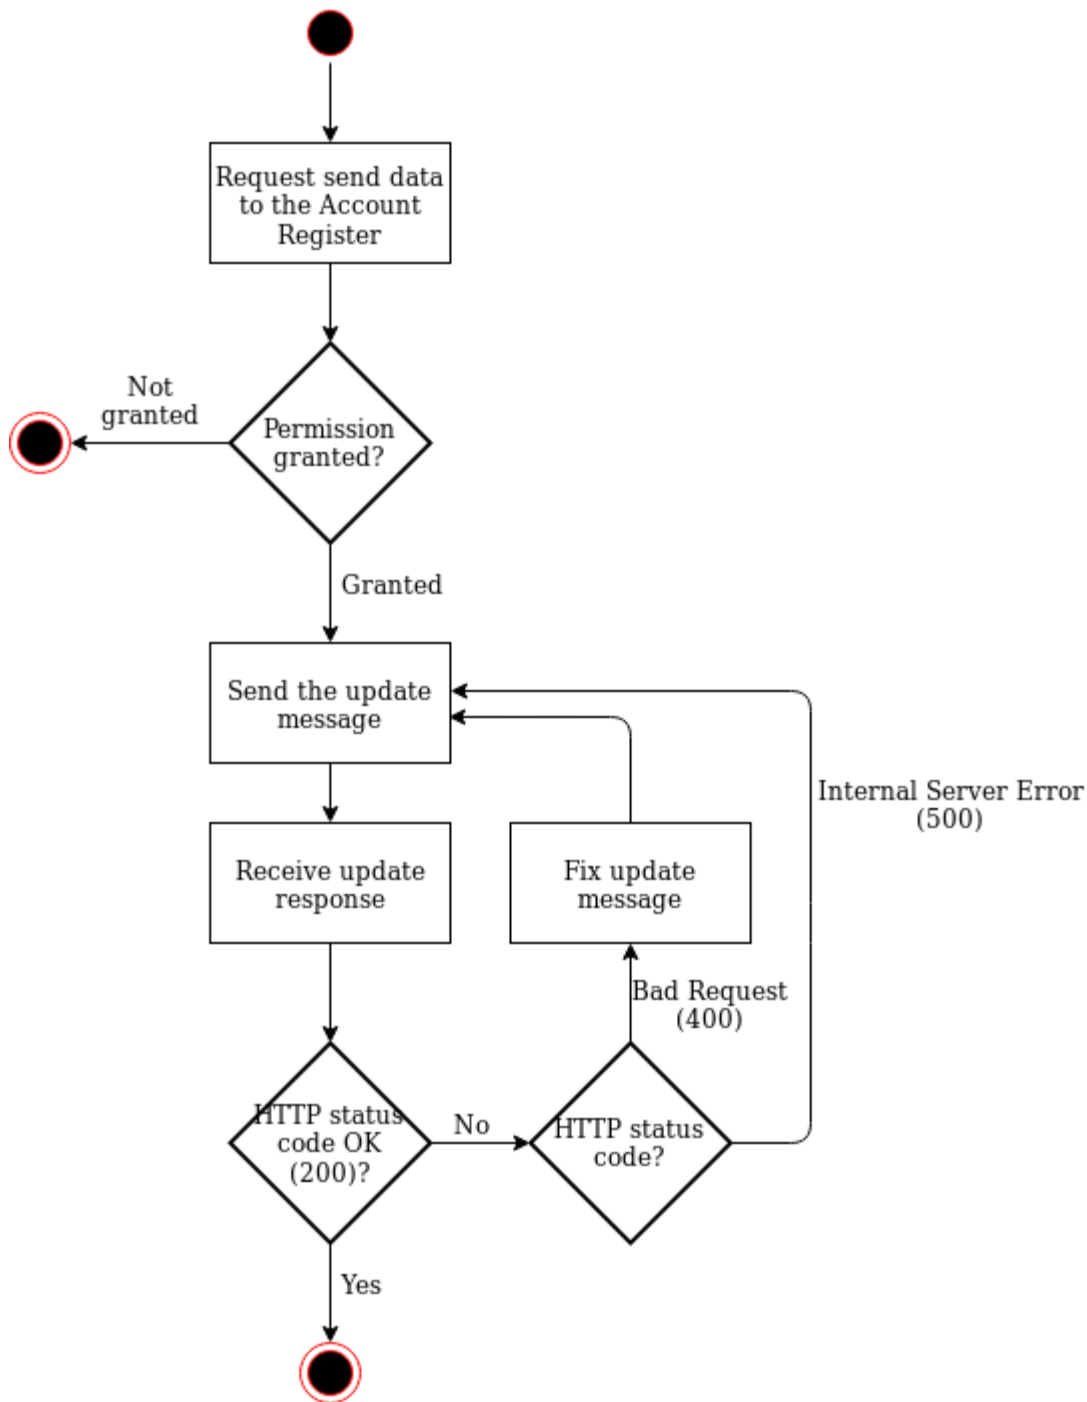 Request send data
to the Account
Register
Not
granted
Permission
granted?
Granted
Send the update
message
Internal Server Error
(500)
Receive update
response
Fix update
message
Bad Request
(400)
HTTP status
code OK
(200)?
No
HTTP status
code?
Yes